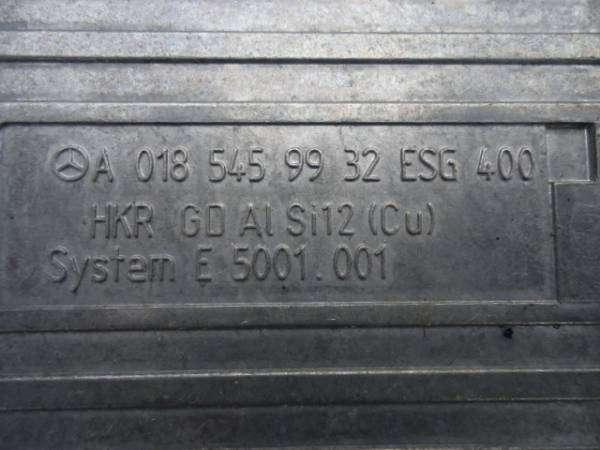 A 018 545 99 32 ESG 400
HKR GD Al Si12 (Cu)
System E 5001.001